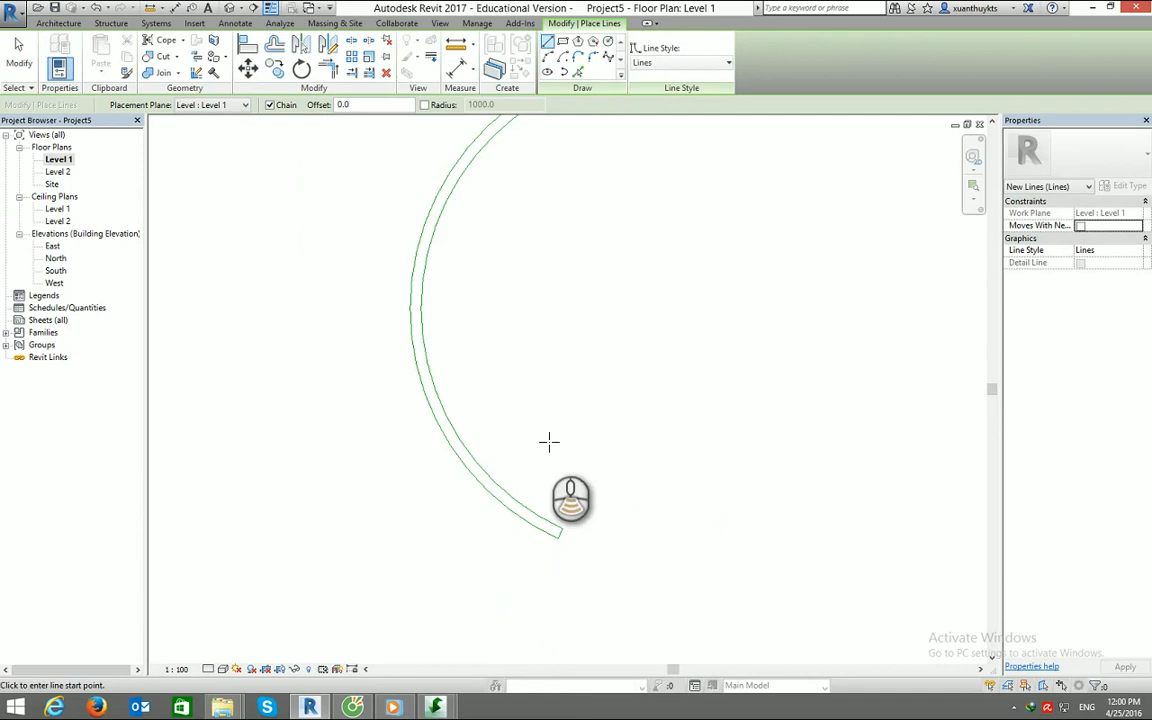 Autodesk Revit 2017 - Educational Version - Project5 - Floor Plan: Level 1
Type a keyword or phrase
xuanthuykts
Architecture Structure Systems Insert Annotate Analyze Massing & Site Collaborate View Manage Add-Ins Modify | Place Lines
Modify
Paste
Cope
Cut
Join
Line Style:
Lines
Select Properties Clipboard Geometry Modify View Measure Create Draw Line Style
Modify | Place Lines Placement Plane: Level : Level 1 Chain Offset: 0.0 Radius: 1000.0
Project Browser - Project5
Views (all)
Floor Plans
Level 1
Level 2
Site
Ceiling Plans
Level 1
Level 2
Elevations (Building Elevation)
East
North
South
West
Legends
Schedules/Quantities
Sheets (all)
Families
Groups
Revit Links
Properties
New Lines (Lines) Edit Type
Constraints
Work Plane Level : Level 1
Moves With Ne...
Graphics
Line Style Lines
Detail Line
Activate Windows
Go to PC settings to activate Windows.
Properties help Apply
1 : 100
Click to enter line start point.
:0 Main Model :0
ENG
12:00 PM
4/25/2016